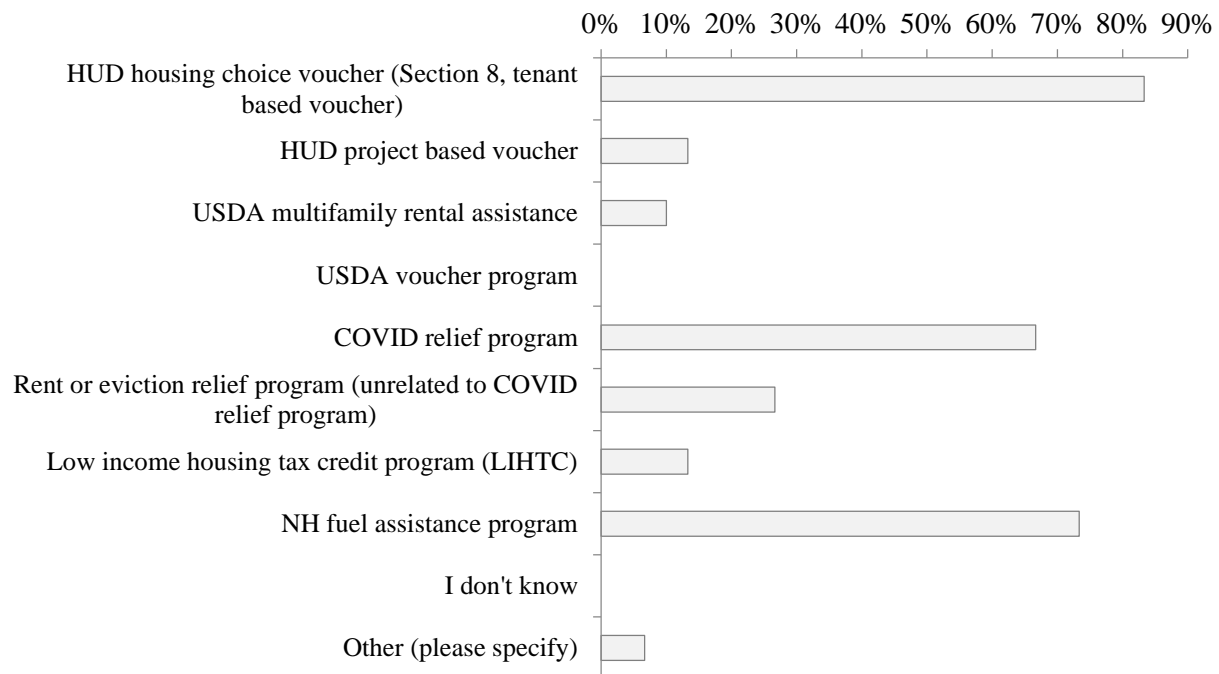 0% 10% 20% 30% 40% 50% 60% 70% 80% 90%
HUD housing choice voucher (Section 8, tenant
based voucher)
HUD project based voucher
USDA multifamily rental assistance
USDA voucher program
COVID relief program
Rent or eviction relief program (unrelated to COVID
relief program)
Low income housing tax credit program (LIHTC)
NH fuel assistance program
I don't know
Other (please specify)